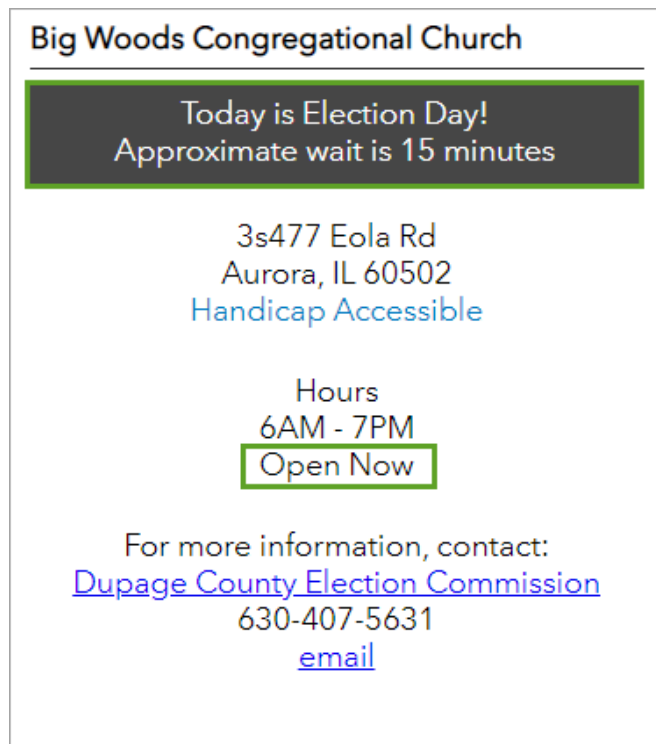 Big Woods Congregational Church
Today is Election Day!
Approximate wait is 15 minutes
3s477 Eola Rd
Aurora, IL 60502
Handicap Accessible
Hours
6AM - 7PM
Open Now
For more information, contact:
Dupage County Election Commission
630-407-5631
email